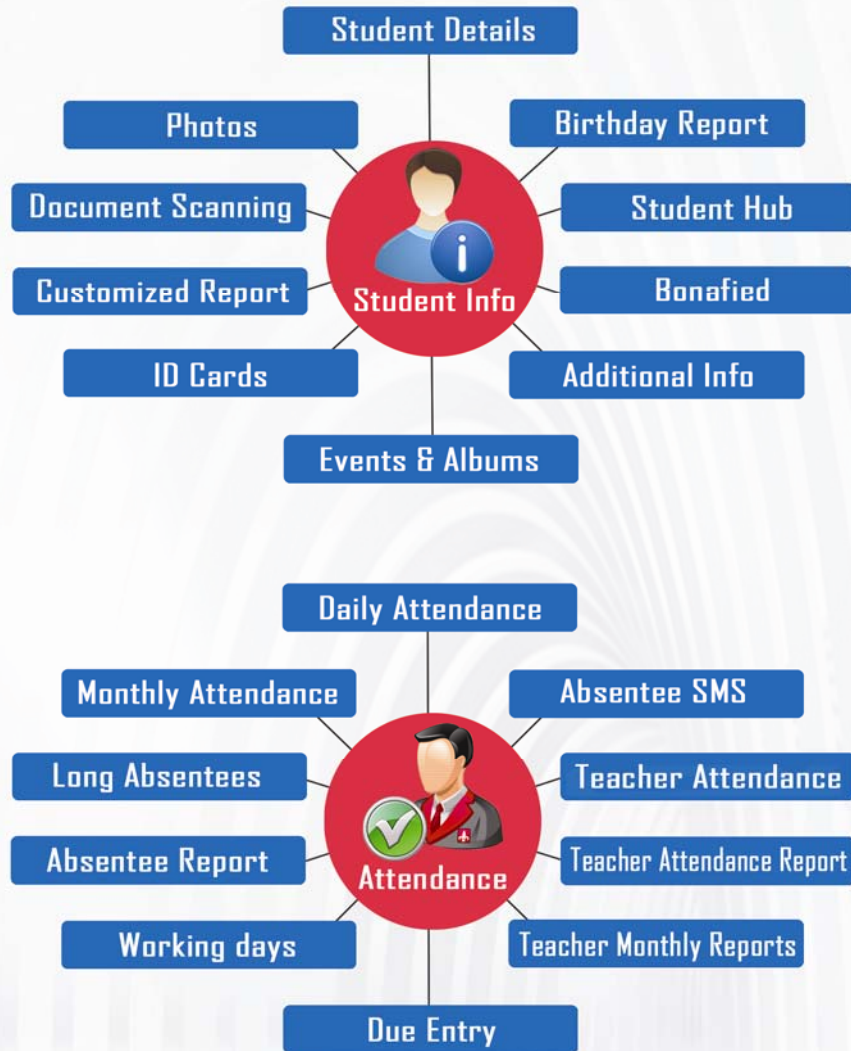 Student Details
Photos
Birthday Report
Document Scanning
Student Hub
Customized Report
Student Info
Bonafied
ID Cards
Additional Info
Events & Albums
Daily Attendance
Monthly Attendance
Absentee SMS
Long Absentees
Teacher Attendance
Absentee Report
Teacher Attendance Report
Attendance
Working days
Teacher Monthly Reports
Due Entry